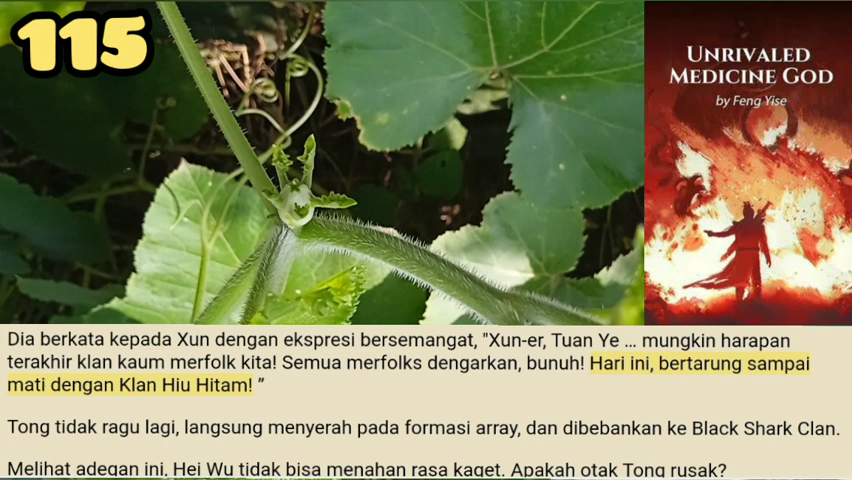 115
UNRIVALED
MEDICINE GOD
by Feng Yise
Dia berkata kepada Xun dengan ekspresi bersemangat, "Xun-er, Tuan Ye ... mungkin harapan
terakhir klan kaum merfolk kita! Semua merfolks dengarkan, bunuh! Hari ini, bertarung sampai
mati dengan Klan Hiu Hitam! ”
Tong tidak ragu lagi, langsung menyerah pada formasi array, dan dibebankan ke Black Shark Clan.
Melihat adegan ini, Hei Wu tidak bisa menahan rasa kaget. Apakah otak Tong rusak?